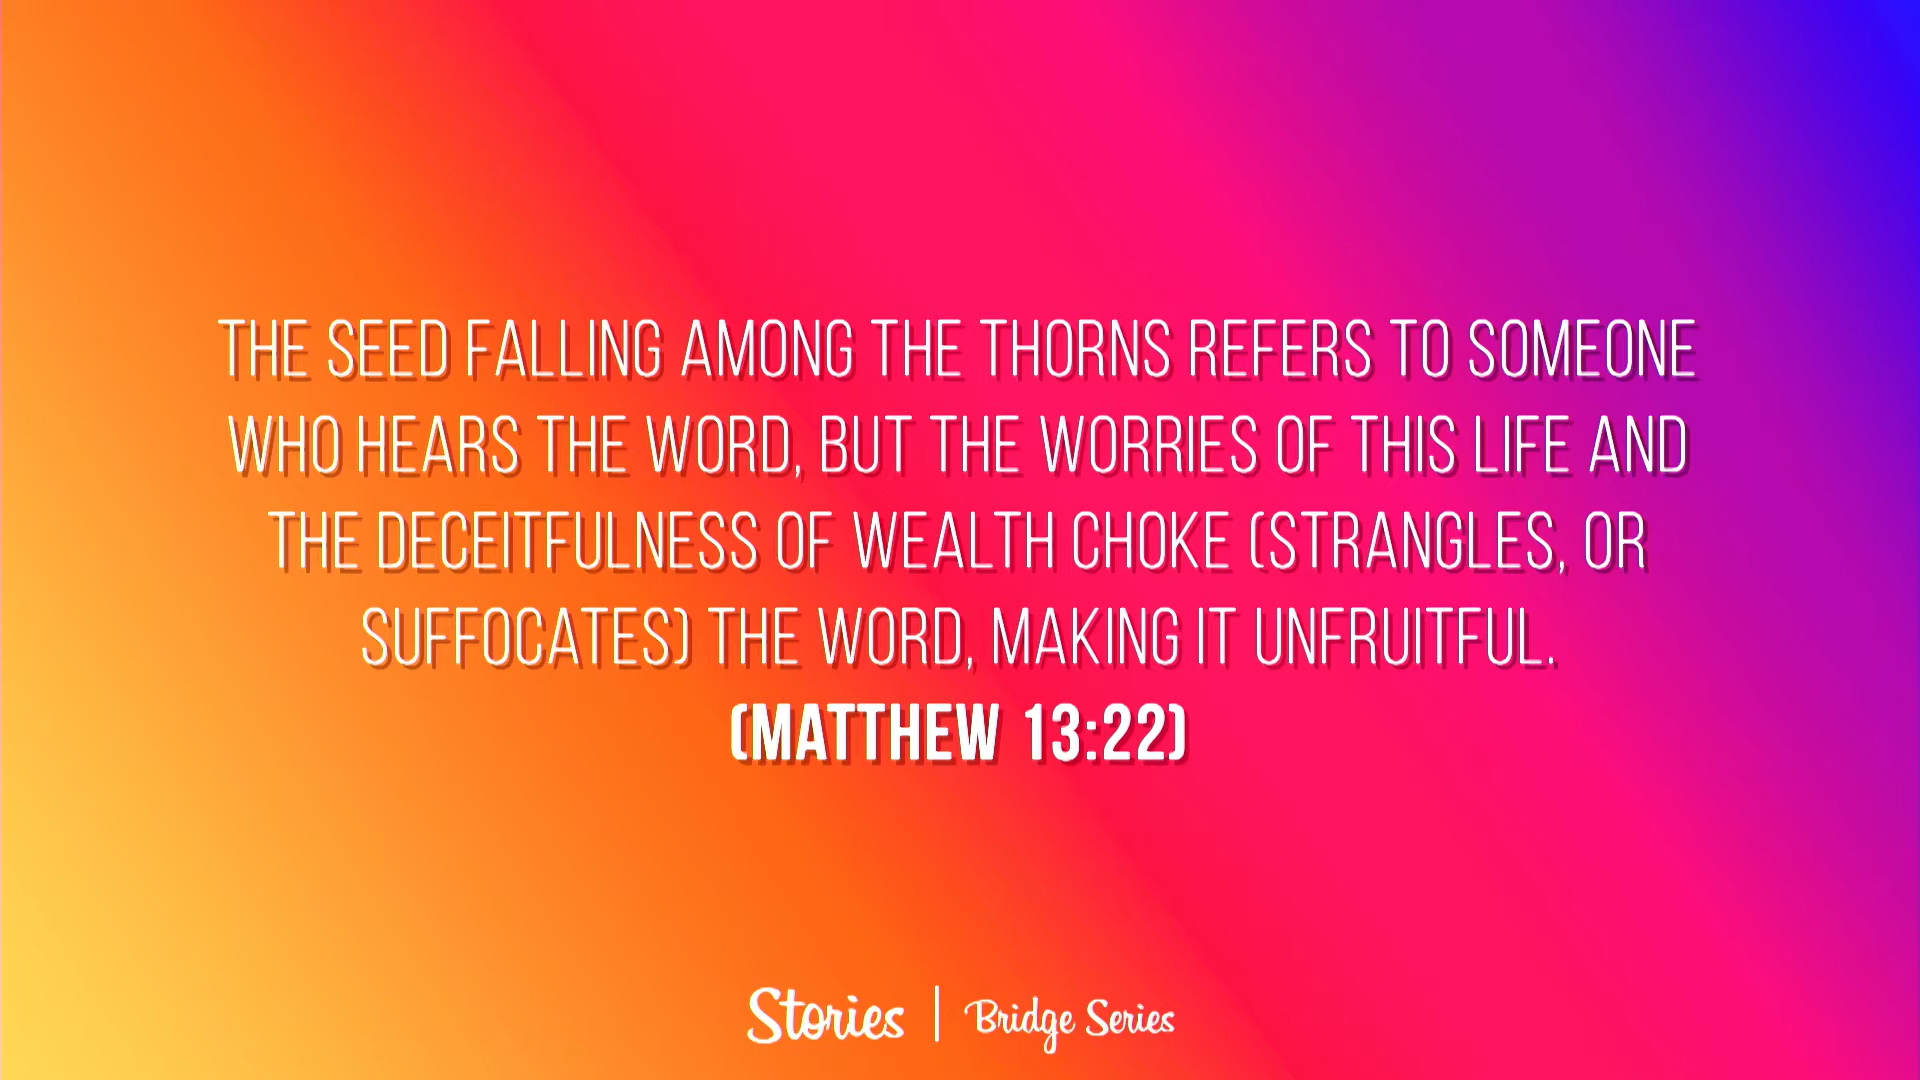 THE SEED FALLING AMONG THE THORNS REFERS TO SOMEONE
WHO HEARS THE WORD, BUT THE WORRIES OF THIS LIFE AND
THE DECEITFULNESS OF WEALTH CHOKE (STRANGLES, OR
SUFFOCATES) THE WORD, MAKING IT UNFRUITFUL.
(MATTHEW 13:22)
Stories | Bridge Series